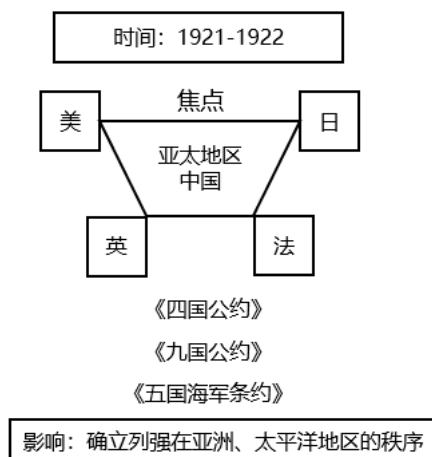 时间：1921-1922
焦点
美
日
亚太地区
中国
英
法
《四国公约》
《九国公约》
《五国海军条约》
影响：确立列强在亚洲、太平洋地区的秩序